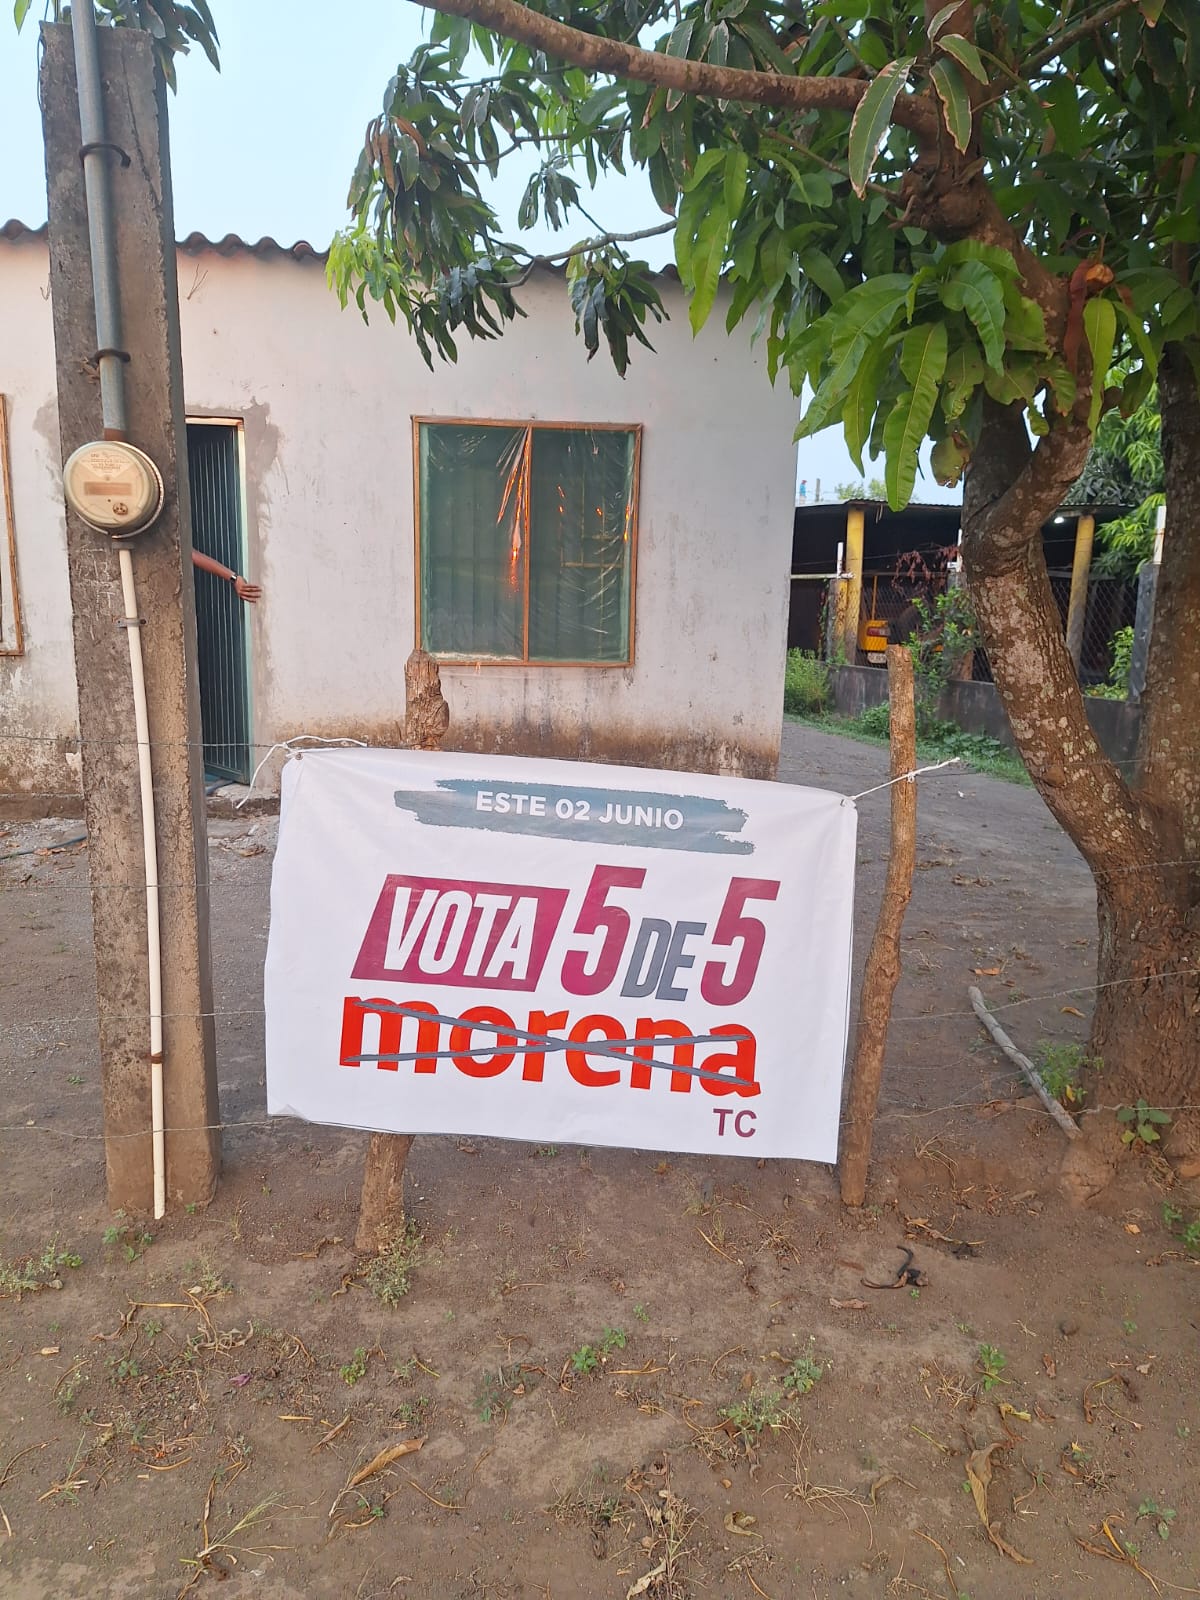 ESTE 02 JUNIO
VOTA 5 DE 5
morena
TC